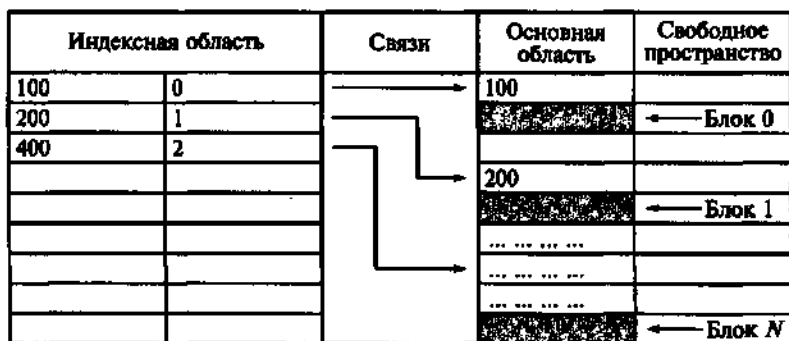 Индексная область Связи Основная область Свободное пространство
100 0 100
Блок 0
200 1
400 2
200
Блок 1
... ... ... ...
... ... ... ...
... ... ... ...
Блок N